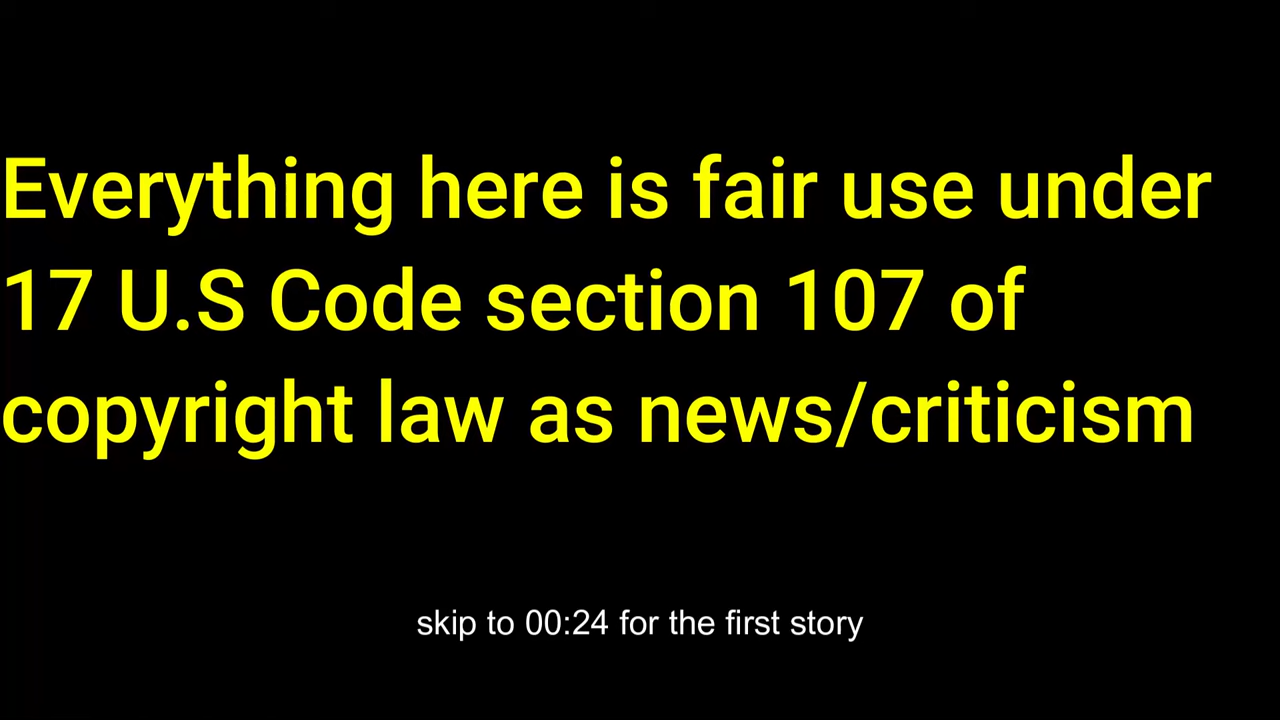 Everything here is fair use under
17 U.S Code section 107 of
copyright law as news/criticism
skip to 00:24 for the first story